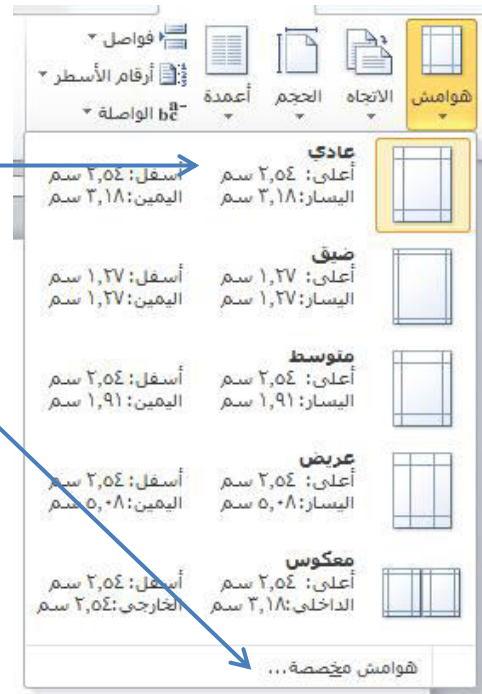 هوامش
الاتجاه
الحجم
أعمدة
فواصل
أرقام الأسطر
الواصلة
عادي
أعلى: ٢,٥٤ سم أسفل: ٢,٥٤ سم
اليسار: ٣,١٨ سم اليمين: ٣,١٨ سم
ضيق
أعلى: ١,٢٧ سم أسفل: ١,٢٧ سم
اليسار: ١,٢٧ سم اليمين: ١,٢٧ سم
متوسط
أعلى: ٢,٥٤ سم أسفل: ٢,٥٤ سم
اليسار: ١,٩١ سم اليمين: ١,٩١ سم
عريض
أعلى: ٢,٥٤ سم أسفل: ٢,٥٤ سم
اليسار: ٥,٠٨ سم اليمين: ٥,٠٨ سم
معكوس
أعلى: ٢,٥٤ سم أسفل: ٢,٥٤ سم
الداخلي: ٣,١٨ سم الخارجي: ٢,٥٤ سم
هوامش مخصصة...